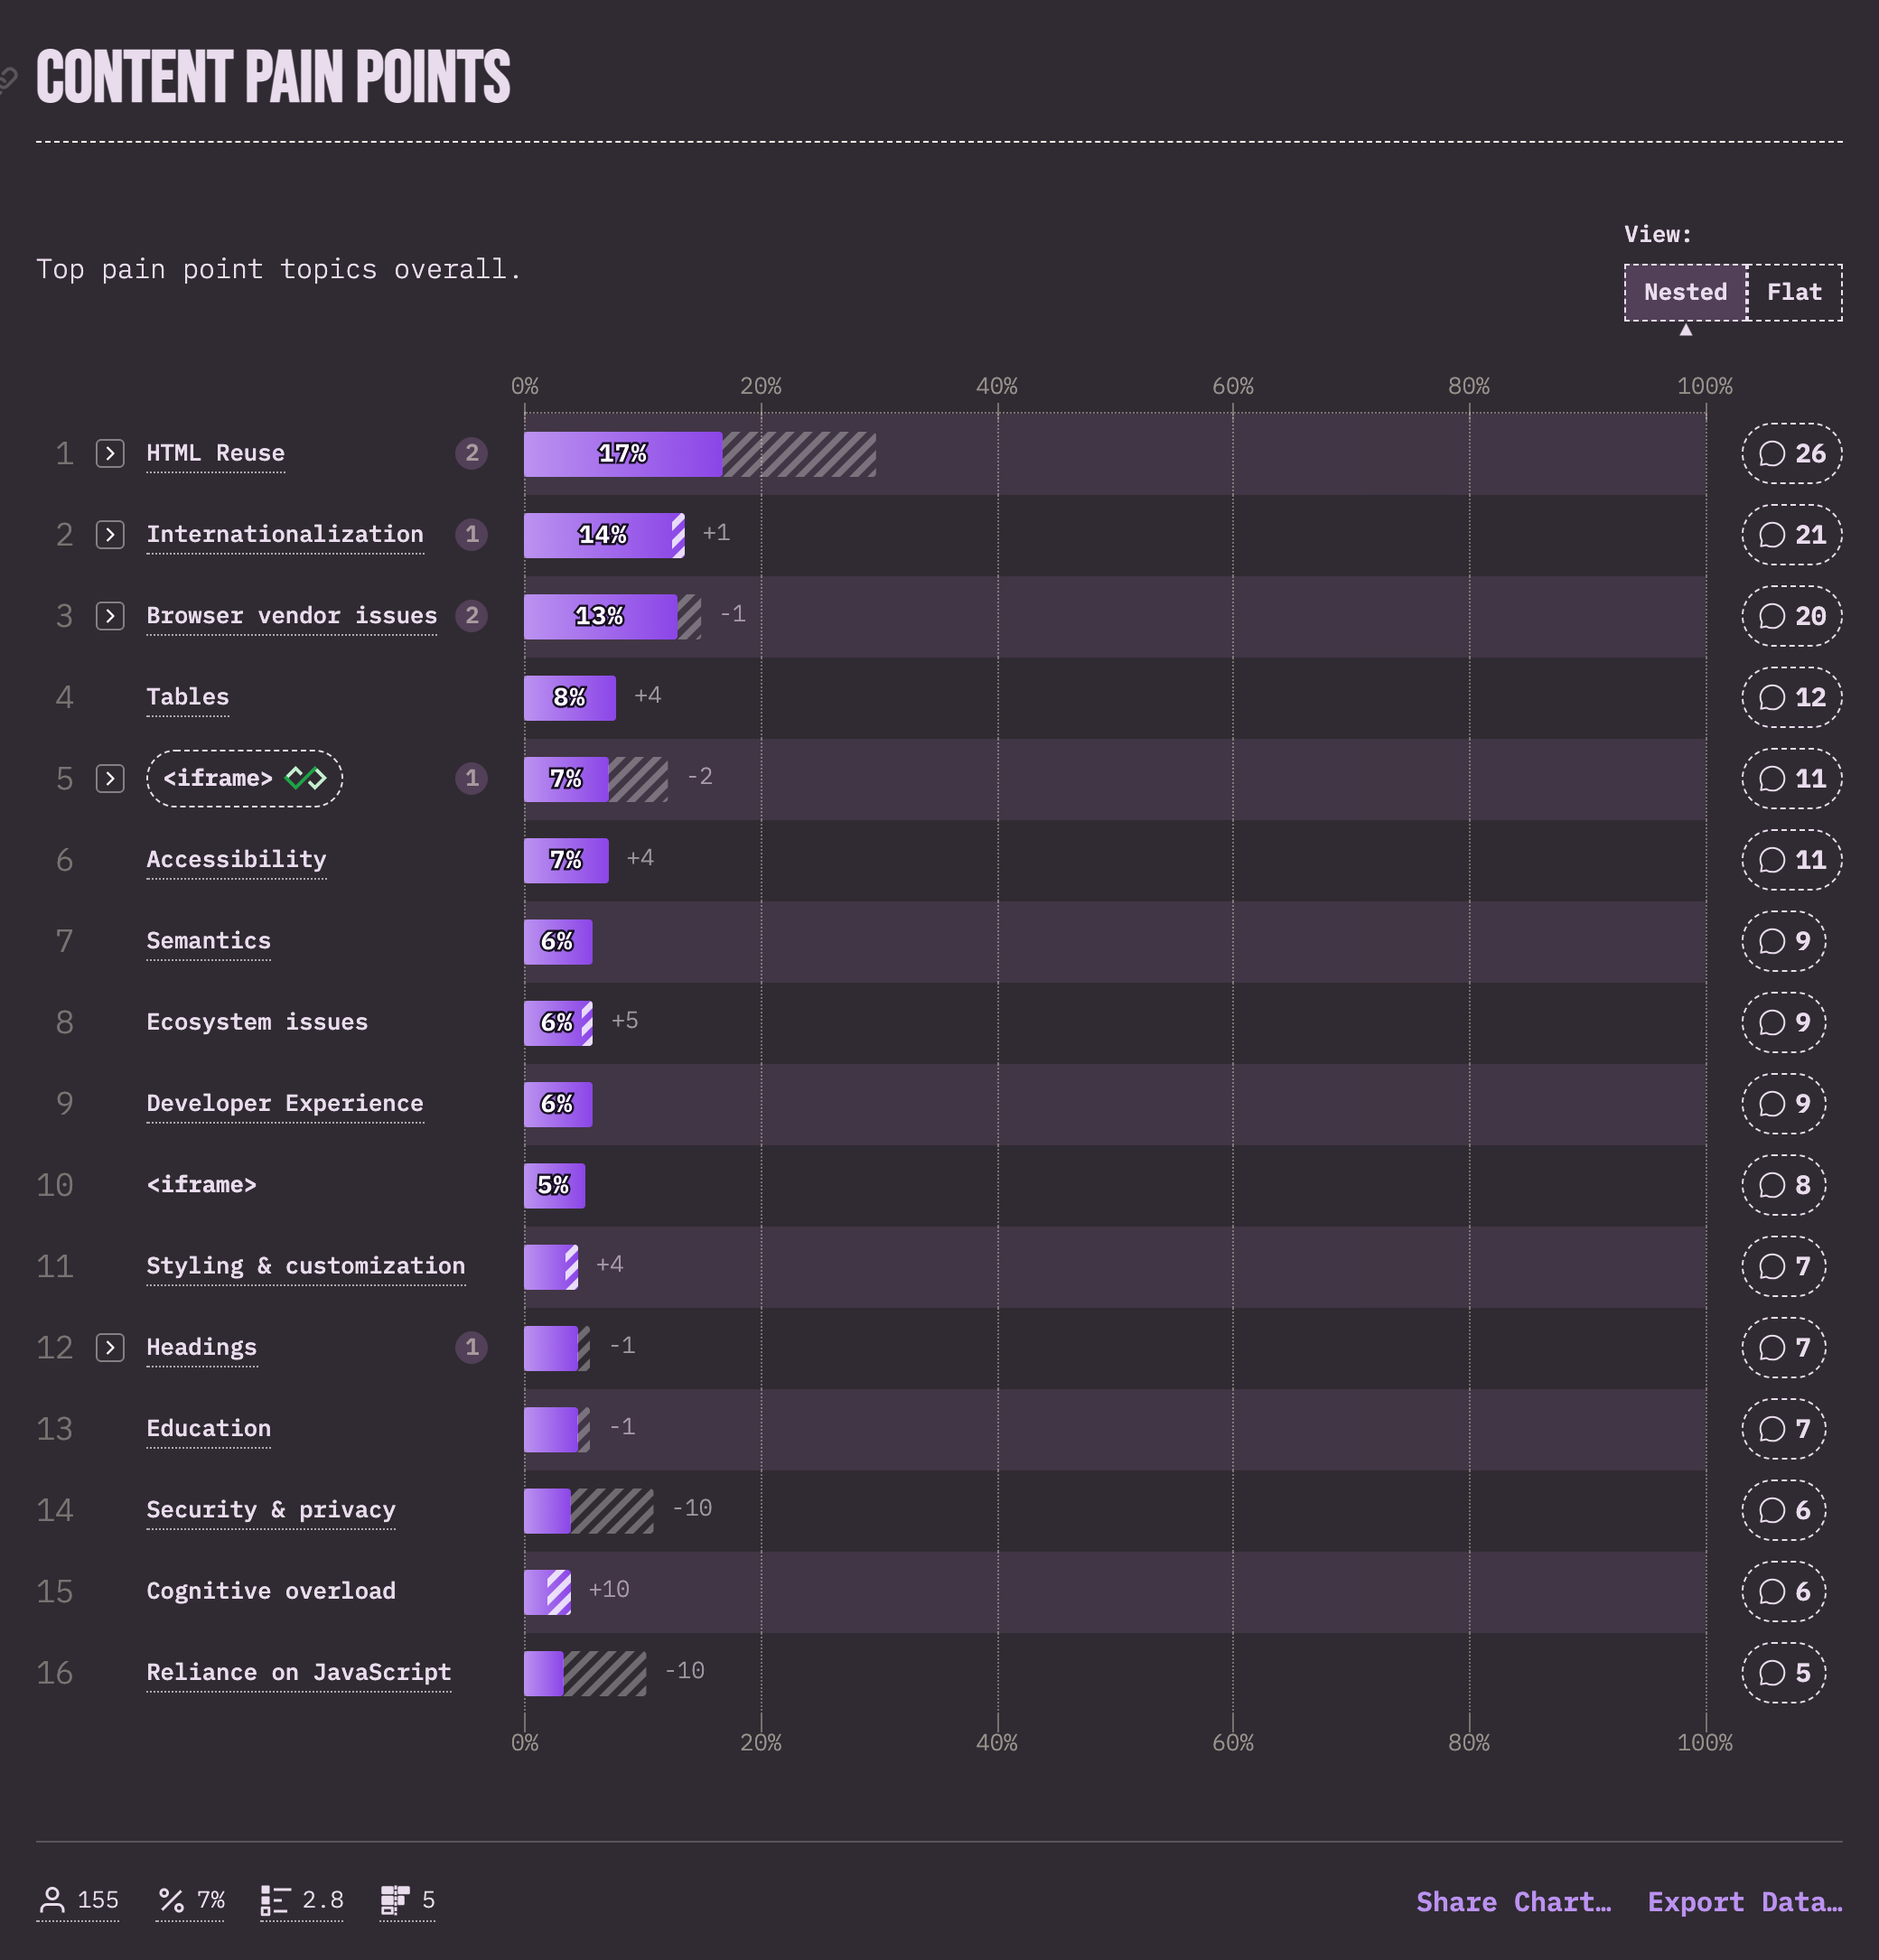 CONTENT PAIN POINTS
Top pain point topics overall.
View:
Nested Flat
0% 20% 40% 60% 80% 100%
1 HTML Reuse 2 17% 26
2 Internationalization 1 14% +1 21
3 Browser vendor issues 2 13% -1 20
4 Tables 8% +4 12
5 <iframe> 1 7% -2 11
6 Accessibility 7% +4 11
7 Semantics 6% 9
8 Ecosystem issues 6% +5 9
9 Developer Experience 6% 9
10 <iframe> 5% 8
11 Styling & customization +4 7
12 Headings 1 -1 7
13 Education -1 7
14 Security & privacy -10 6
15 Cognitive overload +10 6
16 Reliance on JavaScript -10 5
0% 20% 40% 60% 80% 100%
155 7% 2.8 5 Share Chart… Export Data…